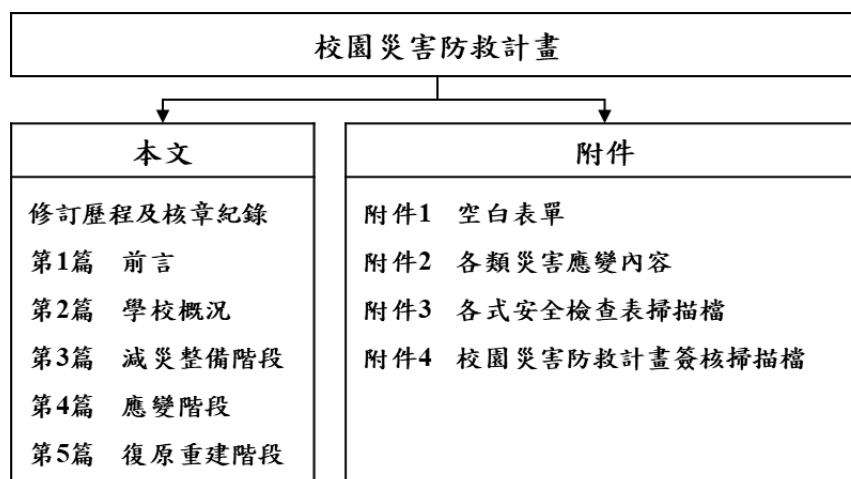 校園災害防救計畫
本文
修訂歷程及核章紀錄
第1篇 前言
第2篇 學校概況
第3篇 減災整備階段
第4篇 應變階段
第5篇 復原重建階段
附件
附件1 空白表單
附件2 各類災害應變內容
附件3 各式安全檢查表掃描檔
附件4 校園災害防救計畫簽核掃描檔